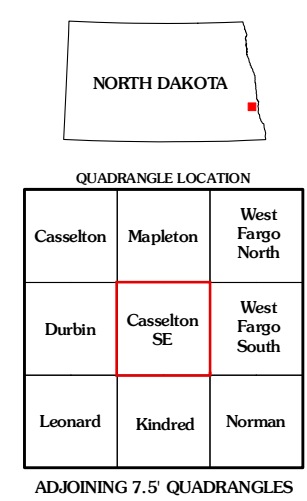 NORTH DAKOTA
QUADRANGLE LOCATION
Casselton
Mapleton
West
Fargo
North
Durbin
Casselton
SE
West
Fargo
South
Leonard
Kindred
Norman
ADJOINING 7.5' QUADRANGLES